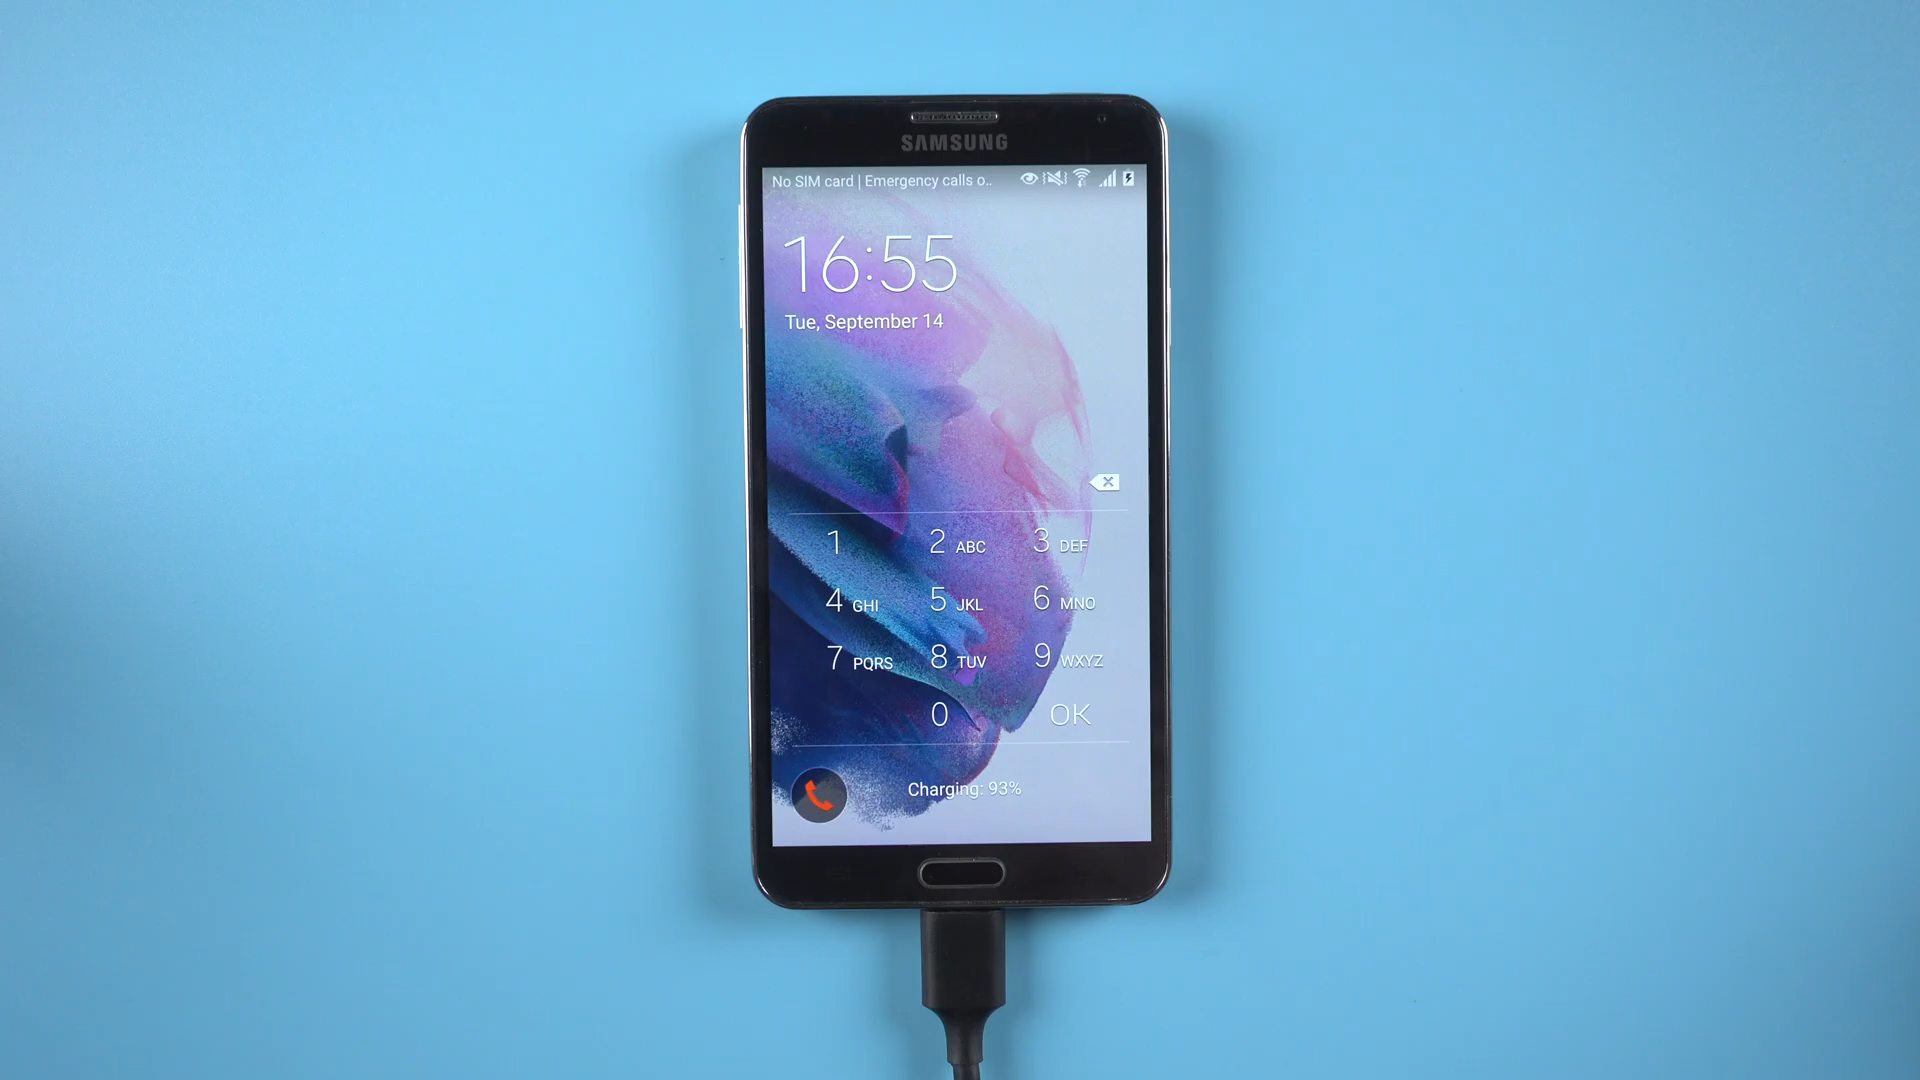 SAMSUNG
No SIM card | Emergency calls o..
16:55
Tue, September 14
1 2 ABC 3 DEF
4 GHI 5 JKL 6 MNO
7 PQRS 8 TUV 9 WXYZ
0 OK
Charging: 93%